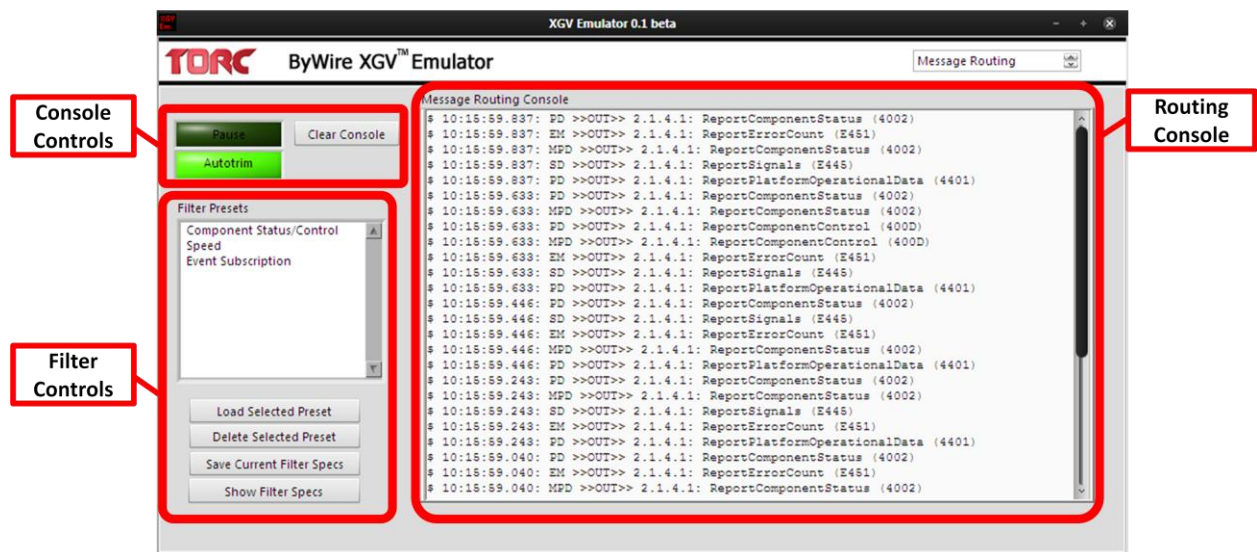 XGV Emulator 0.1 beta
TORC
ByWire XGV™ Emulator
Message Routing
Console Controls
Pause
Clear Console
Autotrim
Filter Presets
Component Status/Control
Speed
Event Subscription
Filter Controls
Load Selected Preset
Delete Selected Preset
Save Current Filter Specs
Show Filter Specs
Message Routing Console
$ 10:15:59.837: PD >>OUT>> 2.1.4.1: ReportComponentStatus (4002)
$ 10:15:59.837: EM >>OUT>> 2.1.4.1: ReportErrorCount (E451)
$ 10:15:59.837: MPD >>OUT>> 2.1.4.1: ReportComponentStatus (4002)
$ 10:15:59.837: SD >>OUT>> 2.1.4.1: ReportSignals (E445)
$ 10:15:59.837: PD >>OUT>> 2.1.4.1: ReportPlatformOperationalData (4401)
$ 10:15:59.633: PD >>OUT>> 2.1.4.1: ReportComponentStatus (4002)
$ 10:15:59.633: MPD >>OUT>> 2.1.4.1: ReportComponentStatus (4002)
$ 10:15:59.633: PD >>OUT>> 2.1.4.1: ReportComponentControl (400D)
$ 10:15:59.633: MPD >>OUT>> 2.1.4.1: ReportComponentControl (400D)
$ 10:15:59.633: EM >>OUT>> 2.1.4.1: ReportErrorCount (E451)
$ 10:15:59.633: SD >>OUT>> 2.1.4.1: ReportSignals (E445)
$ 10:15:59.633: PD >>OUT>> 2.1.4.1: ReportPlatformOperationalData (4401)
$ 10:15:59.446: PD >>OUT>> 2.1.4.1: ReportComponentStatus (4002)
$ 10:15:59.446: SD >>OUT>> 2.1.4.1: ReportSignals (E445)
$ 10:15:59.446: EM >>OUT>> 2.1.4.1: ReportErrorCount (E451)
$ 10:15:59.446: MPD >>OUT>> 2.1.4.1: ReportComponentStatus (4002)
$ 10:15:59.446: PD >>OUT>> 2.1.4.1: ReportPlatformOperationalData (4401)
$ 10:15:59.243: PD >>OUT>> 2.1.4.1: ReportComponentStatus (4002)
$ 10:15:59.243: MPD >>OUT>> 2.1.4.1: ReportComponentStatus (4002)
$ 10:15:59.243: SD >>OUT>> 2.1.4.1: ReportSignals (E445)
$ 10:15:59.243: EM >>OUT>> 2.1.4.1: ReportErrorCount (E451)
$ 10:15:59.243: PD >>OUT>> 2.1.4.1: ReportPlatformOperationalData (4401)
$ 10:15:59.040: PD >>OUT>> 2.1.4.1: ReportComponentStatus (4002)
$ 10:15:59.040: EM >>OUT>> 2.1.4.1: ReportErrorCount (E451)
$ 10:15:59.040: MPD >>OUT>> 2.1.4.1: ReportComponentStatus (4002)
Routing Console